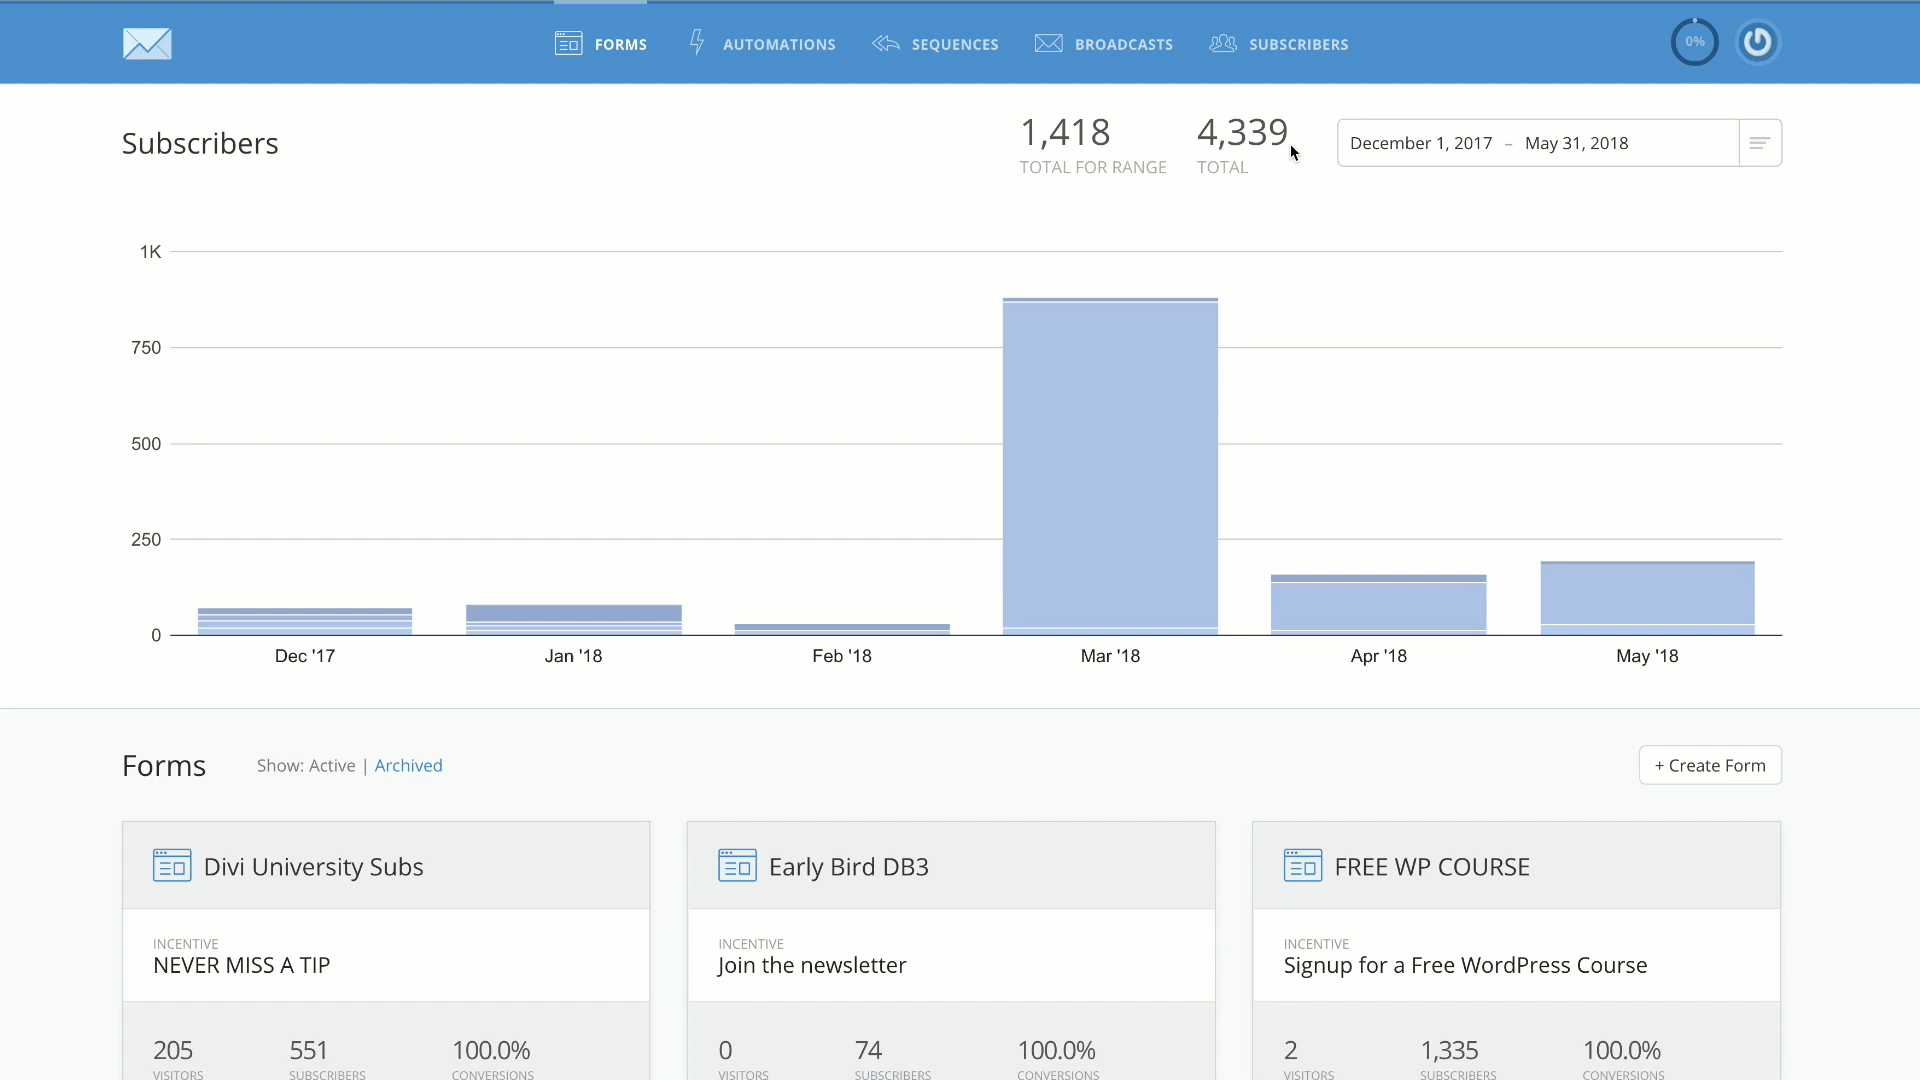 FORMS AUTOMATIONS SEQUENCES BROADCASTS SUBSCRIBERS 0%
Subscribers
1,418
TOTAL FOR RANGE
4,339
TOTAL
December 1, 2017 – May 31, 2018
1K
750
500
250
0
Dec '17 Jan '18 Feb '18 Mar '18 Apr '18 May '18
Forms
Show: Active | Archived
+ Create Form
Divi University Subs
INCENTIVE
NEVER MISS A TIP
205 551 100.0%
VISITORS SUBSCRIBERS CONVERSIONS
Early Bird DB3
INCENTIVE
Join the newsletter
0 74 100.0%
VISITORS SUBSCRIBERS CONVERSIONS
FREE WP COURSE
INCENTIVE
Signup for a Free WordPress Course
2 1,335 100.0%
VISITORS SUBSCRIBERS CONVERSIONS